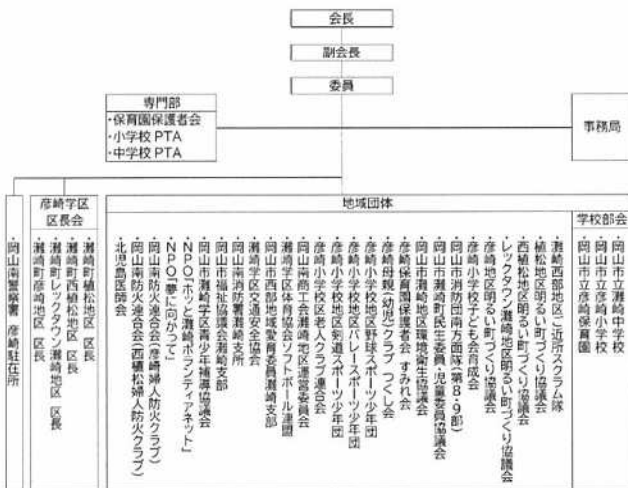 会長
副会長
委員
専門部
・保育園保護者会
・小学校 PTA
・中学校 PTA
事務局
・岡山南警察署 彦崎駐在所
彦崎学区
区長会
・灘崎町植松地区 区長
・灘崎町西植松地区 区長
・灘崎町レックタウン灘崎地区 区長
・灘崎町彦崎地区 区長
地域団体
・灘崎西部地区ご近所スクラム隊
・植松地区明るい町づくり協議会
・西植松地区明るい町づくり協議会
・レックタウン灘崎地区明るい町づくり協議会
・彦崎地区明るい町づくり協議会
・彦崎小学校子ども会育成会
・岡山市消防団南方面隊(第8・9部)
・岡山市灘崎町民生委員・児童委員協議会
・岡山市灘崎地区環境衛生協議会
・彦崎保育園保護者会 すみれ会
・彦崎母親(幼児)クラブ つくし会
・彦崎小学校地区野球スポーツ少年団
・彦崎小学校地区バレースポーツ少年団
・彦崎小学校地区剣道スポーツ少年団
・彦崎小学校区老人クラブ連合会
・岡山南商工会灘崎地区運営委員会
・灘崎学区体育協会ソフトボール連盟
・岡山市西部地域愛育委員灘崎支部
・灘崎学区交通安全協会
・岡山南消防署灘崎支所
・岡山市福祉協議会灘崎支部
・岡山市灘崎学区青少年補導協議会
・NPO「ホッと灘崎ボランティアネット」
・NPO「夢に向かって」
・岡山南防火連合会(彦崎婦人防火クラブ)
・岡山南防火連合会(西植松婦人防火クラブ)
・北児島医師会
学校部会
・岡山市立灘崎中学校
・岡山市立彦崎小学校
・岡山市立彦崎保育園